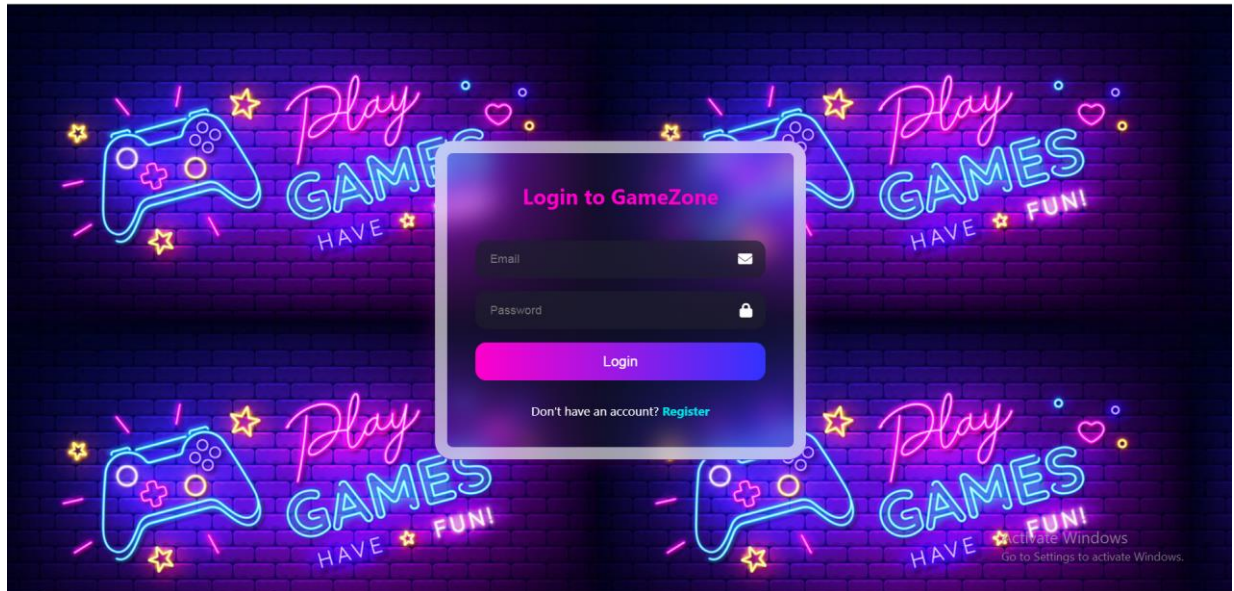 Play
GAMES
HAVE
Play
GAMES
HAVE FUN!
Login to GameZone
Email
Password
Login
Don't have an account? Register
Play
GAMES
HAVE FUN!
Play
GAMES
HAVE FUN!
Activate Windows
Go to Settings to activate Windows.